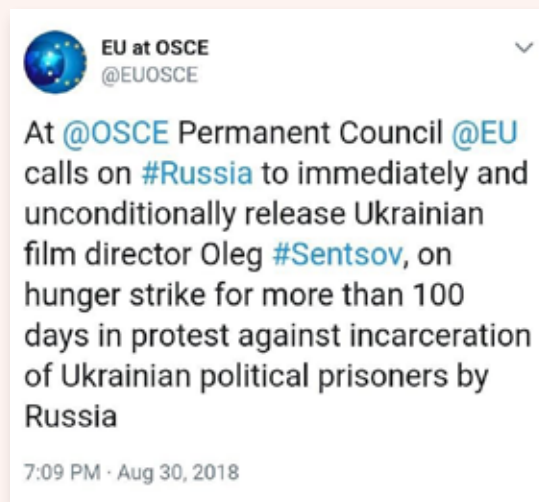 EU at OSCE
@EUOSCE
At @OSCE Permanent Council @EU
calls on #Russia to immediately and
unconditionally release Ukrainian
film director Oleg #Sentsov, on
hunger strike for more than 100
days in protest against incarceration
of Ukrainian political prisoners by
Russia
7:09 PM · Aug 30, 2018